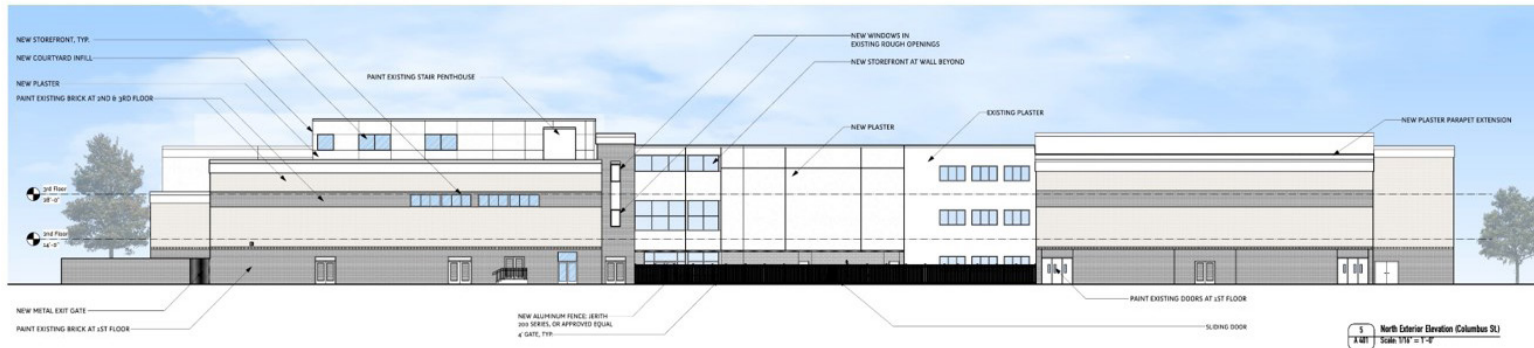 NEW STOREFRONT, TYP.
NEW COURTYARD INFILL
NEW PLASTER
PAINT EXISTING BRICK AT 2ND & 3RD FLOOR
PAINT EXISTING STAIR PENTHOUSE
NEW WINDOWS IN
EXISTING ROUGH OPENINGS
NEW STOREFRONT AT WALL BEYOND
EXISTING PLASTER
NEW PLASTER
NEW PLASTER PARAPET EXTENSION
3rd Floor
28'-0"
2nd Floor
14'-0"
NEW METAL EXIT GATE
PAINT EXISTING BRICK AT 1ST FLOOR
NEW ALUMINUM FENCE: JERITH
200 SERIES, OR APPROVED EQUAL
4' GATE, TYP.
PAINT EXISTING DOORS AT 1ST FLOOR
SLIDING DOOR
5
A 401
North Exterior Elevation (Columbus St.)
Scale: 1/16" = 1'-0"